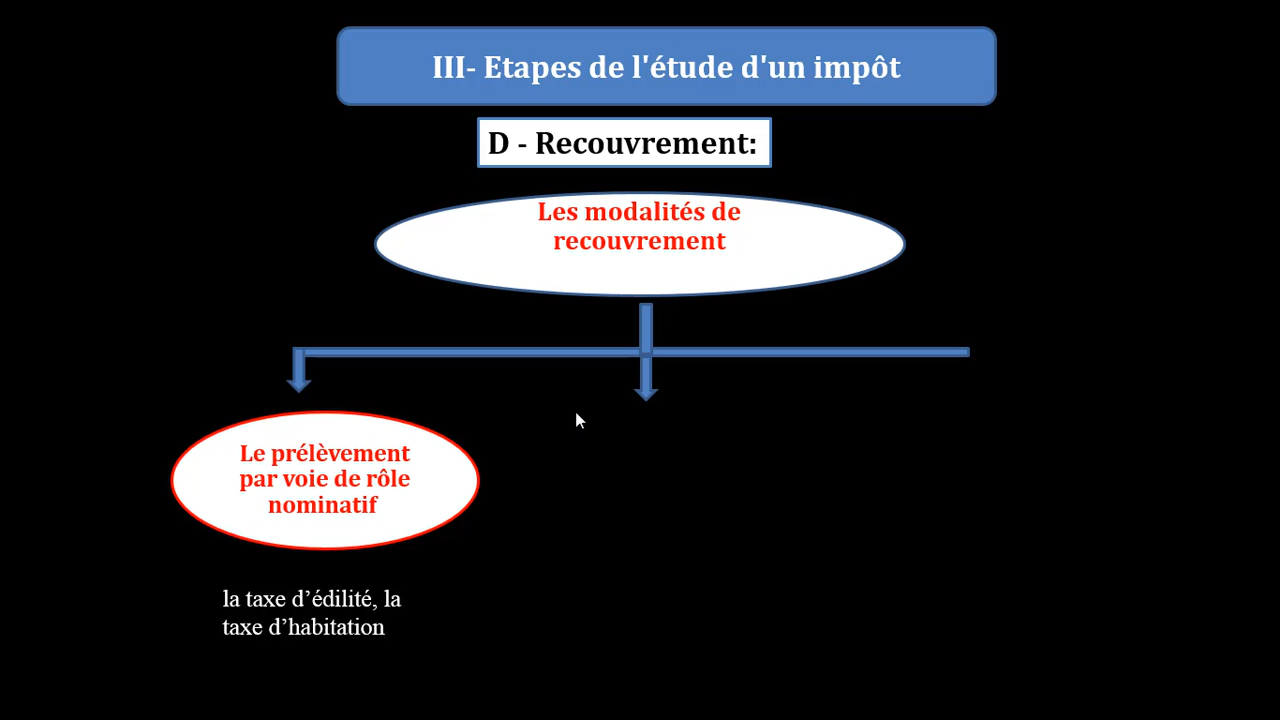 III- Etapes de l'étude d'un impôt
D - Recouvrement:
Les modalités de
recouvrement
Le prélèvement
par voie de rôle
nominatif
la taxe d’édilité, la
taxe d’habitation